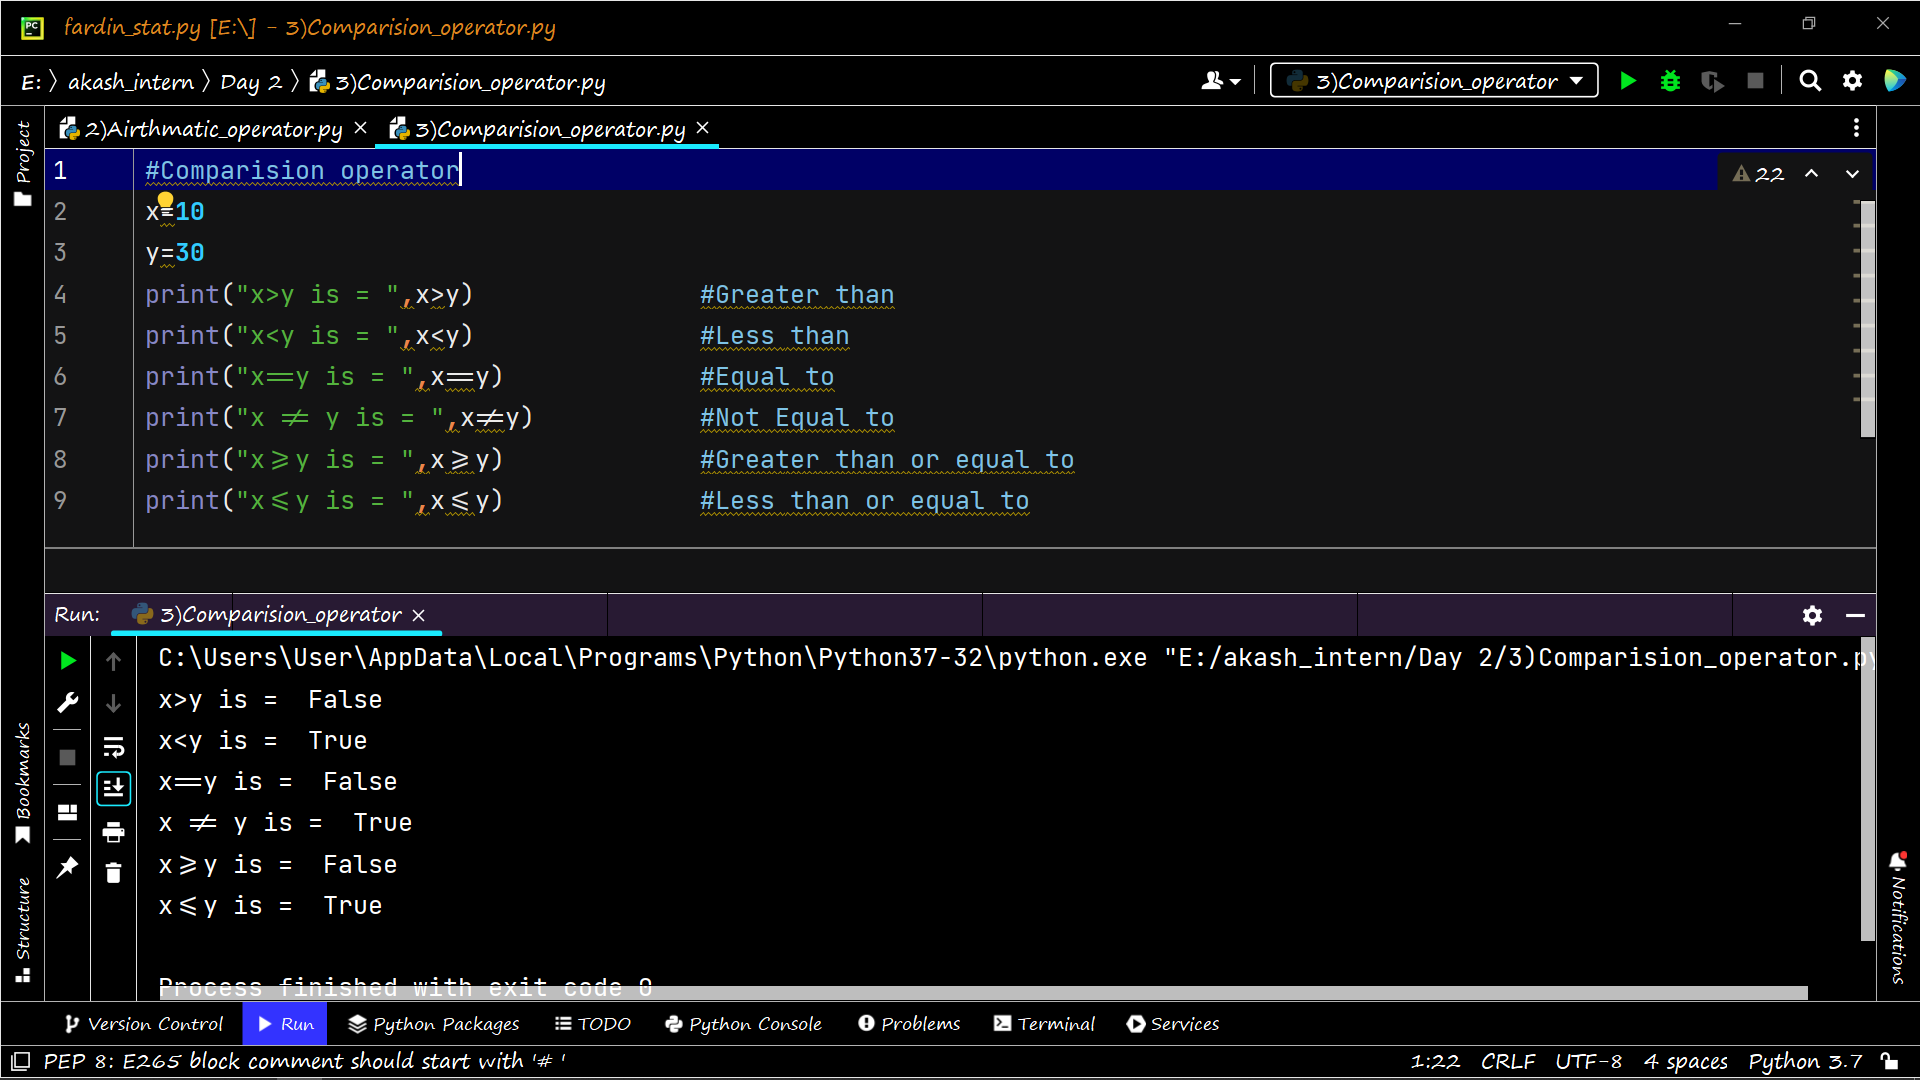 fardin_stat.py [E:\] - 3)Comparision_operator.py
E: 〉 akash_intern 〉 Day 2 〉 3)Comparision_operator.py
3)Comparision_operator
2)Airthmatic_operator.py × 3)Comparision_operator.py ×
Project
1 #Comparision operator
22
2 x=10
3 y=30
4 print("x>y is = ",x>y) #Greater than
5 print("x<y is = ",x<y) #Less than
6 print("x==y is = ",x==y) #Equal to
7 print("x != y is = ",x!=y) #Not Equal to
8 print("x>=y is = ",x>=y) #Greater than or equal to
9 print("x<=y is = ",x<=y) #Less than or equal to
Run: 3)Comparision_operator ×
C:\Users\User\AppData\Local\Programs\Python\Python37-32\python.exe "E:/akash_intern/Day 2/3)Comparision_operator.py
x>y is =  False
x<y is =  True
x==y is =  False
x != y is =  True
x>=y is =  False
x<=y is =  True
Process finished with exit code 0
Bookmarks
Structure
Notifications
Version Control Run Python Packages TODO Python Console Problems Terminal Services
PEP 8: E265 block comment should start with '# ' 1:22 CRLF UTF-8 4 spaces Python 3.7